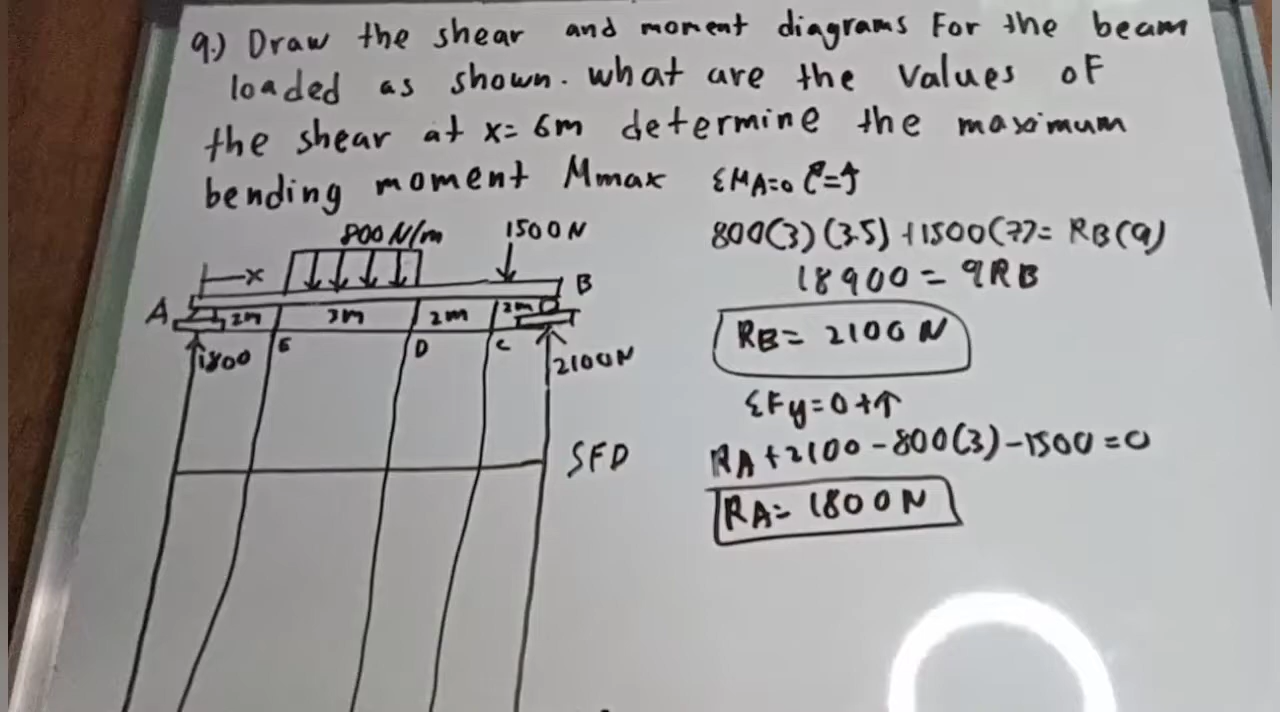 9.) Draw the shear and moment diagrams For the beam
loaded as shown. what are the values of
the shear at x= 6m determine the maximum
bending moment Mmax ΣMA=0
800 N/m 1500N
x
A B
2m 3m 2m 2m
1800 E D C 2100N
SFD
800(3)(3.5) +1500(7)= RB(9)
18900 = 9RB
RB= 2100 N
ΣFy=0+↑
RA+2100-800(3)-1500=0
RA= 1800N